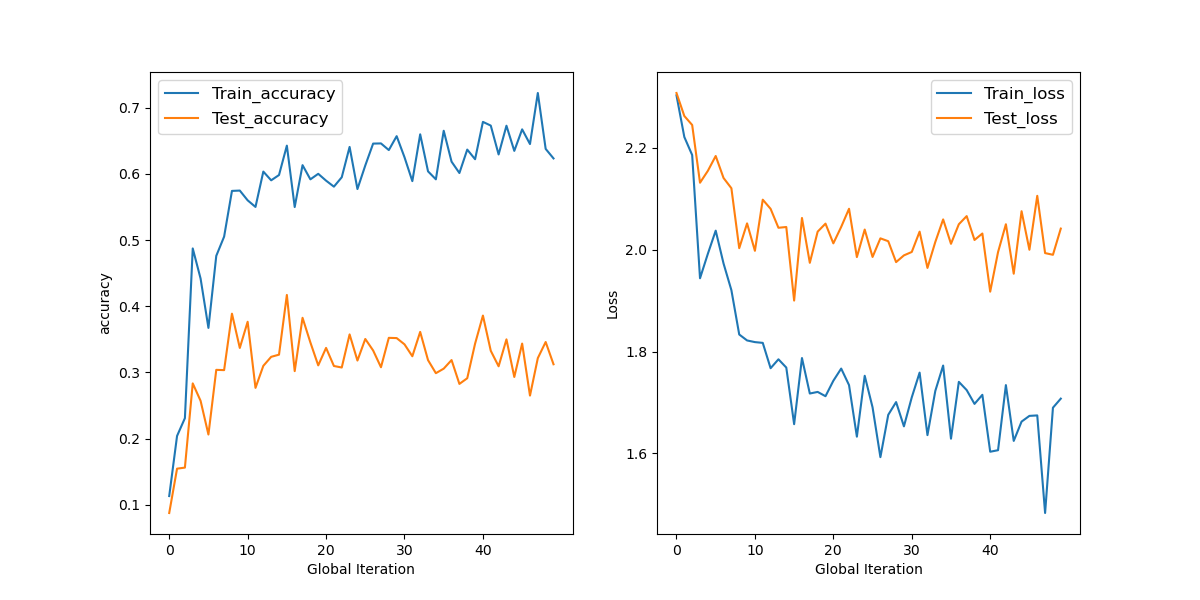 Train_accuracy
Test_accuracy
0.7
0.6
0.5
0.4
0.3
0.2
0.1
accuracy
0
10
20
30
40
Global Iteration
Train_loss
Test_loss
2.2
2.0
1.8
1.6
Loss
0
10
20
30
40
Global Iteration